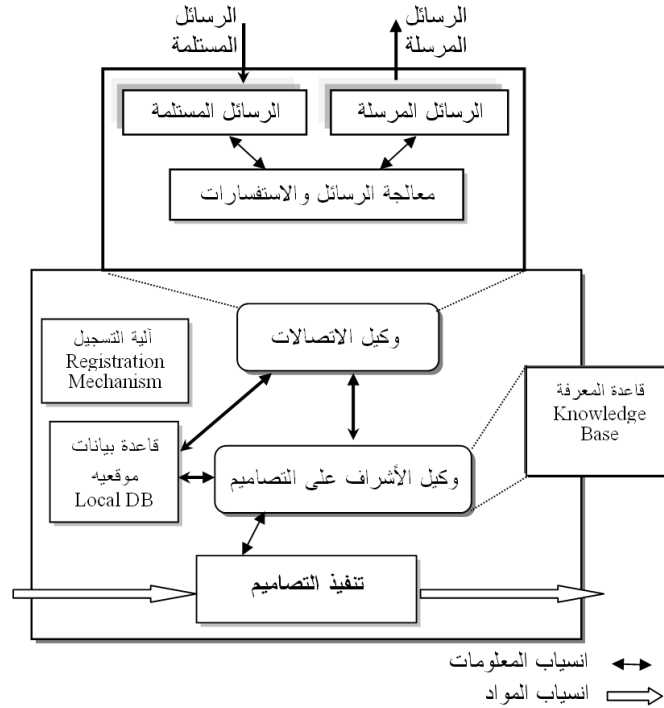 الرسائل
المستلمة
الرسائل
المرسلة
الرسائل المستلمة
الرسائل المرسلة
معالجة الرسائل والاستفسارات
وكيل الاتصالات
آلية التسجيل
Registration
Mechanism
قاعدة المعرفة
Knowledge
Base
قاعدة بيانات
موقعيه
Local DB
وكيل الأشراف على التصاميم
تنفيذ التصاميم
انسياب المعلومات
انسياب المواد